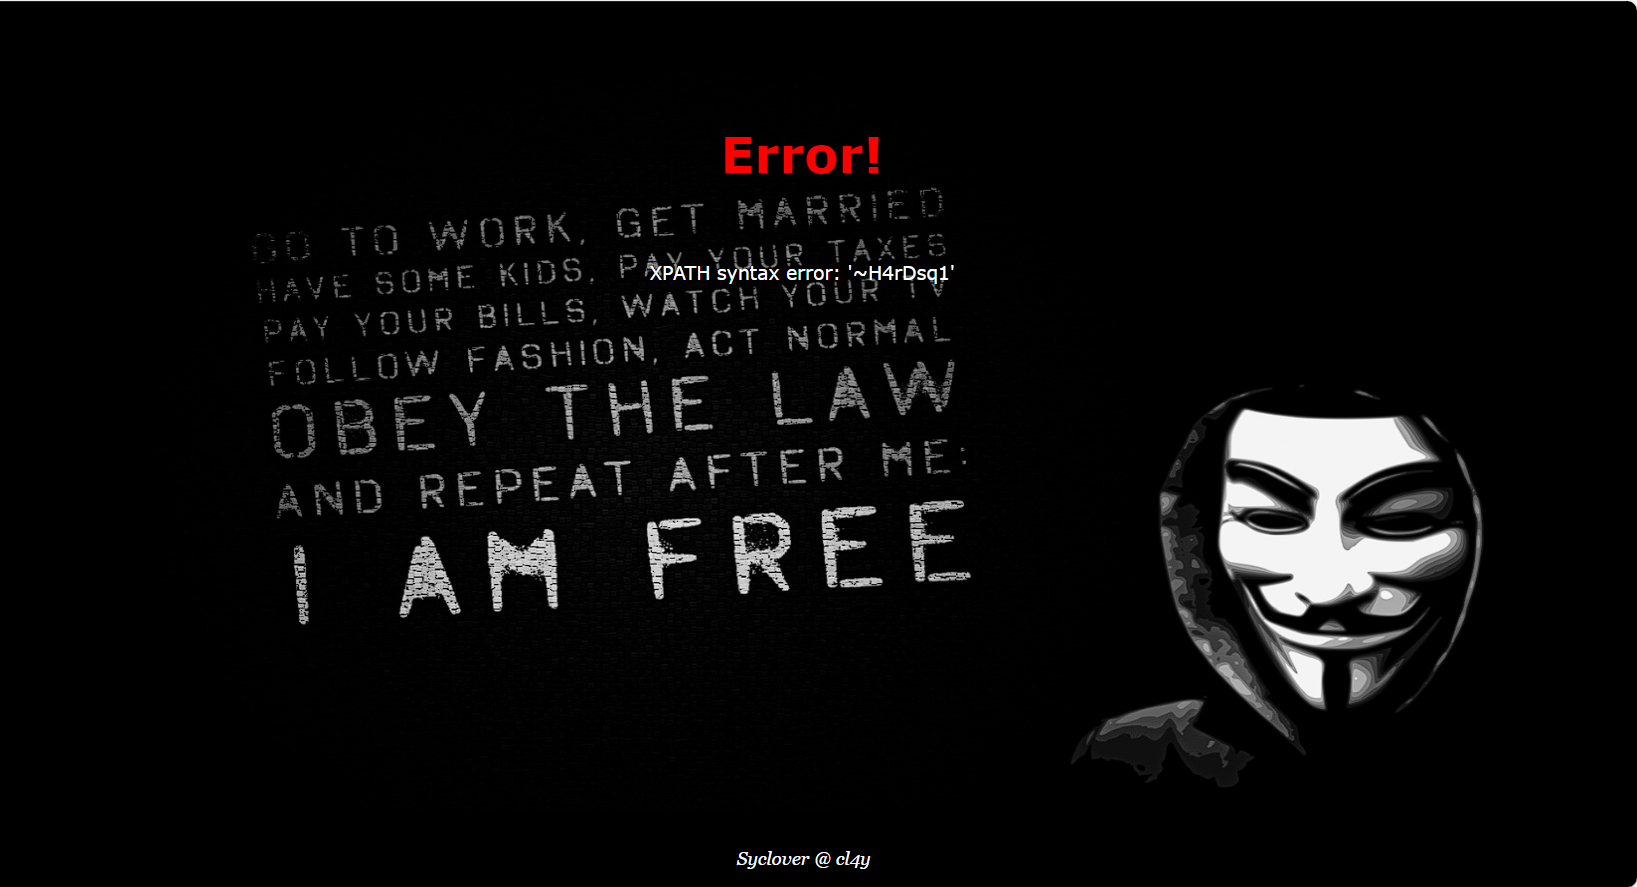 Error!
GO TO WORK, GET MARRIED
HAVE SOME KIDS, PAY YOUR TAXES
XPATH syntax error: '~H4rDsq1'
PAY YOUR BILLS, WATCH YOUR TV
FOLLOW FASHION, ACT NORMAL
OBEY THE LAW
AND REPEAT AFTER ME:
I AM FREE
Syclover @ cl4y